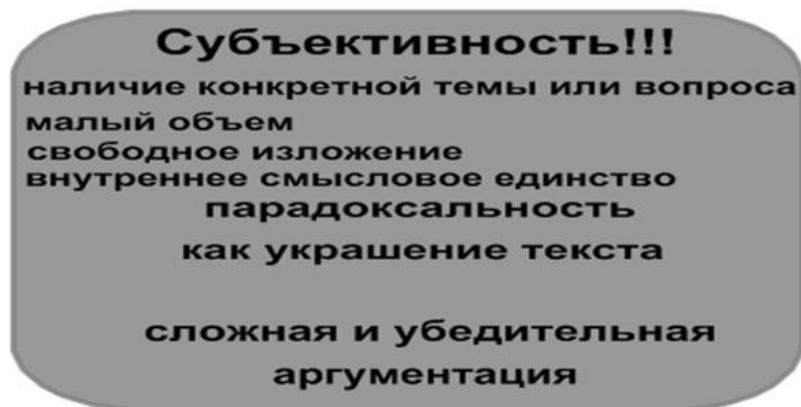 Субъективность!!!
наличие конкретной темы или вопроса
малый объем
свободное изложение
внутреннее смысловое единство
парадоксальность
как украшение текста
сложная и убедительная
аргументация